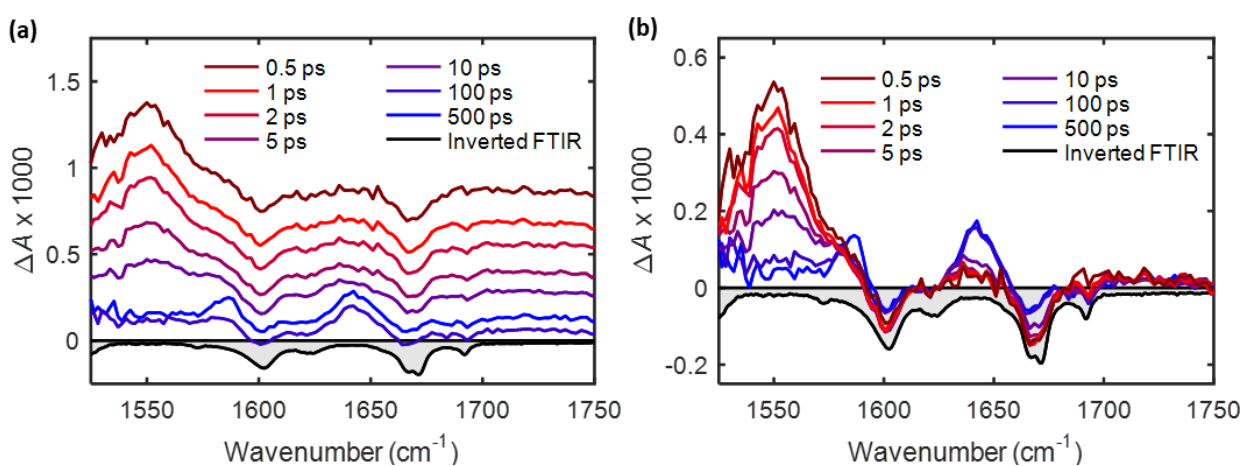 (a)
1.5
1
0.5
0
ΔA x 1000
0.5 ps
1 ps
2 ps
5 ps
10 ps
100 ps
500 ps
Inverted FTIR
1550 1600 1650 1700 1750
Wavenumber (cm⁻¹)
(b)
0.6
0.4
0.2
0
-0.2
ΔA x 1000
0.5 ps
1 ps
2 ps
5 ps
10 ps
100 ps
500 ps
Inverted FTIR
1550 1600 1650 1700 1750
Wavenumber (cm⁻¹)